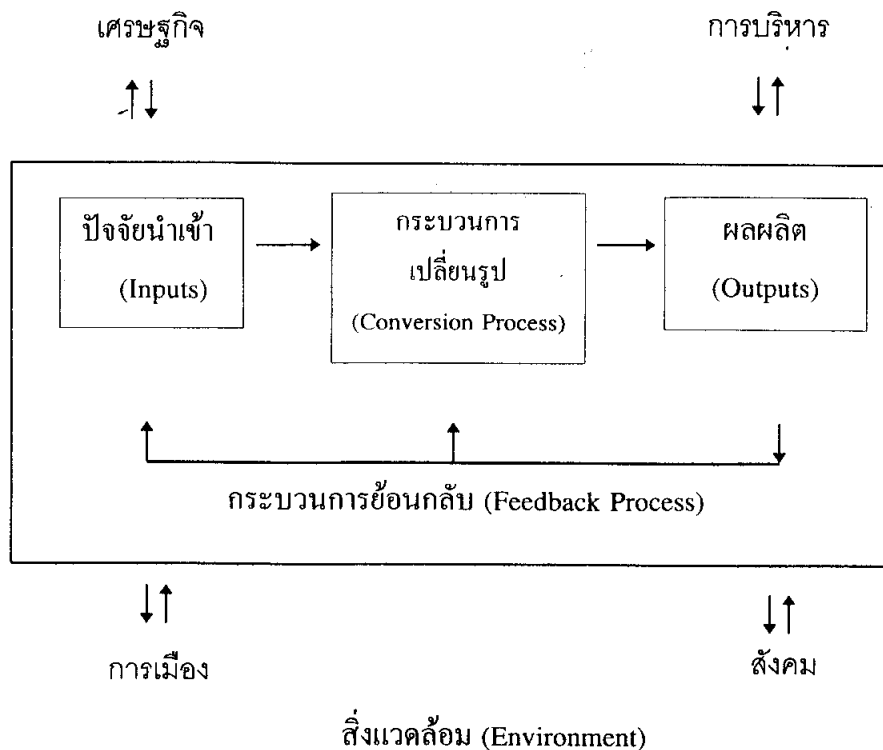 เศรษฐกิจ
การบริหาร
ปัจจัยนำเข้า
(Inputs)
กระบวนการ
เปลี่ยนรูป
(Conversion Process)
ผลผลิต
(Outputs)
กระบวนการย้อนกลับ (Feedback Process)
การเมือง
สังคม
สิ่งแวดล้อม (Environment)